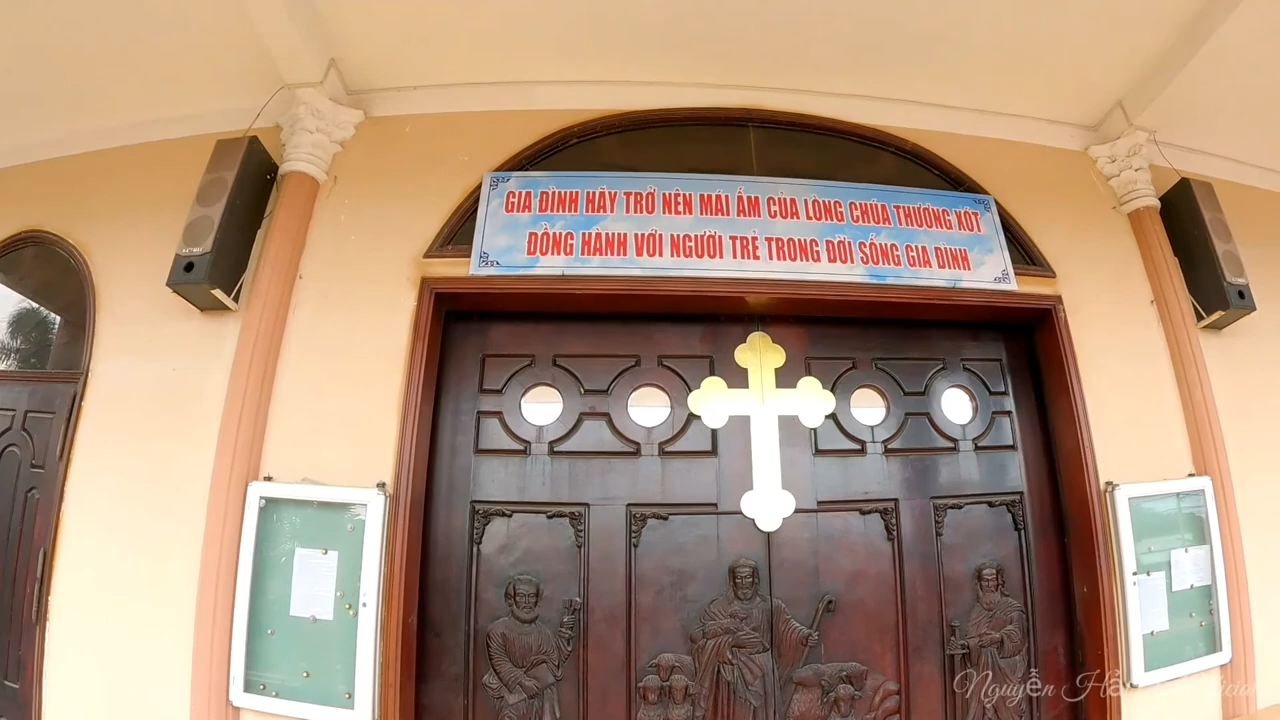 GIA ĐÌNH HÃY TRỞ NÊN MÁI ẤM CỦA LÒNG CHÚA THƯƠNG XÓT
ĐỒNG HÀNH VỚI NGƯỜI TRẺ TRONG ĐỜI SỐNG GIA ĐÌNH
Nguyễn